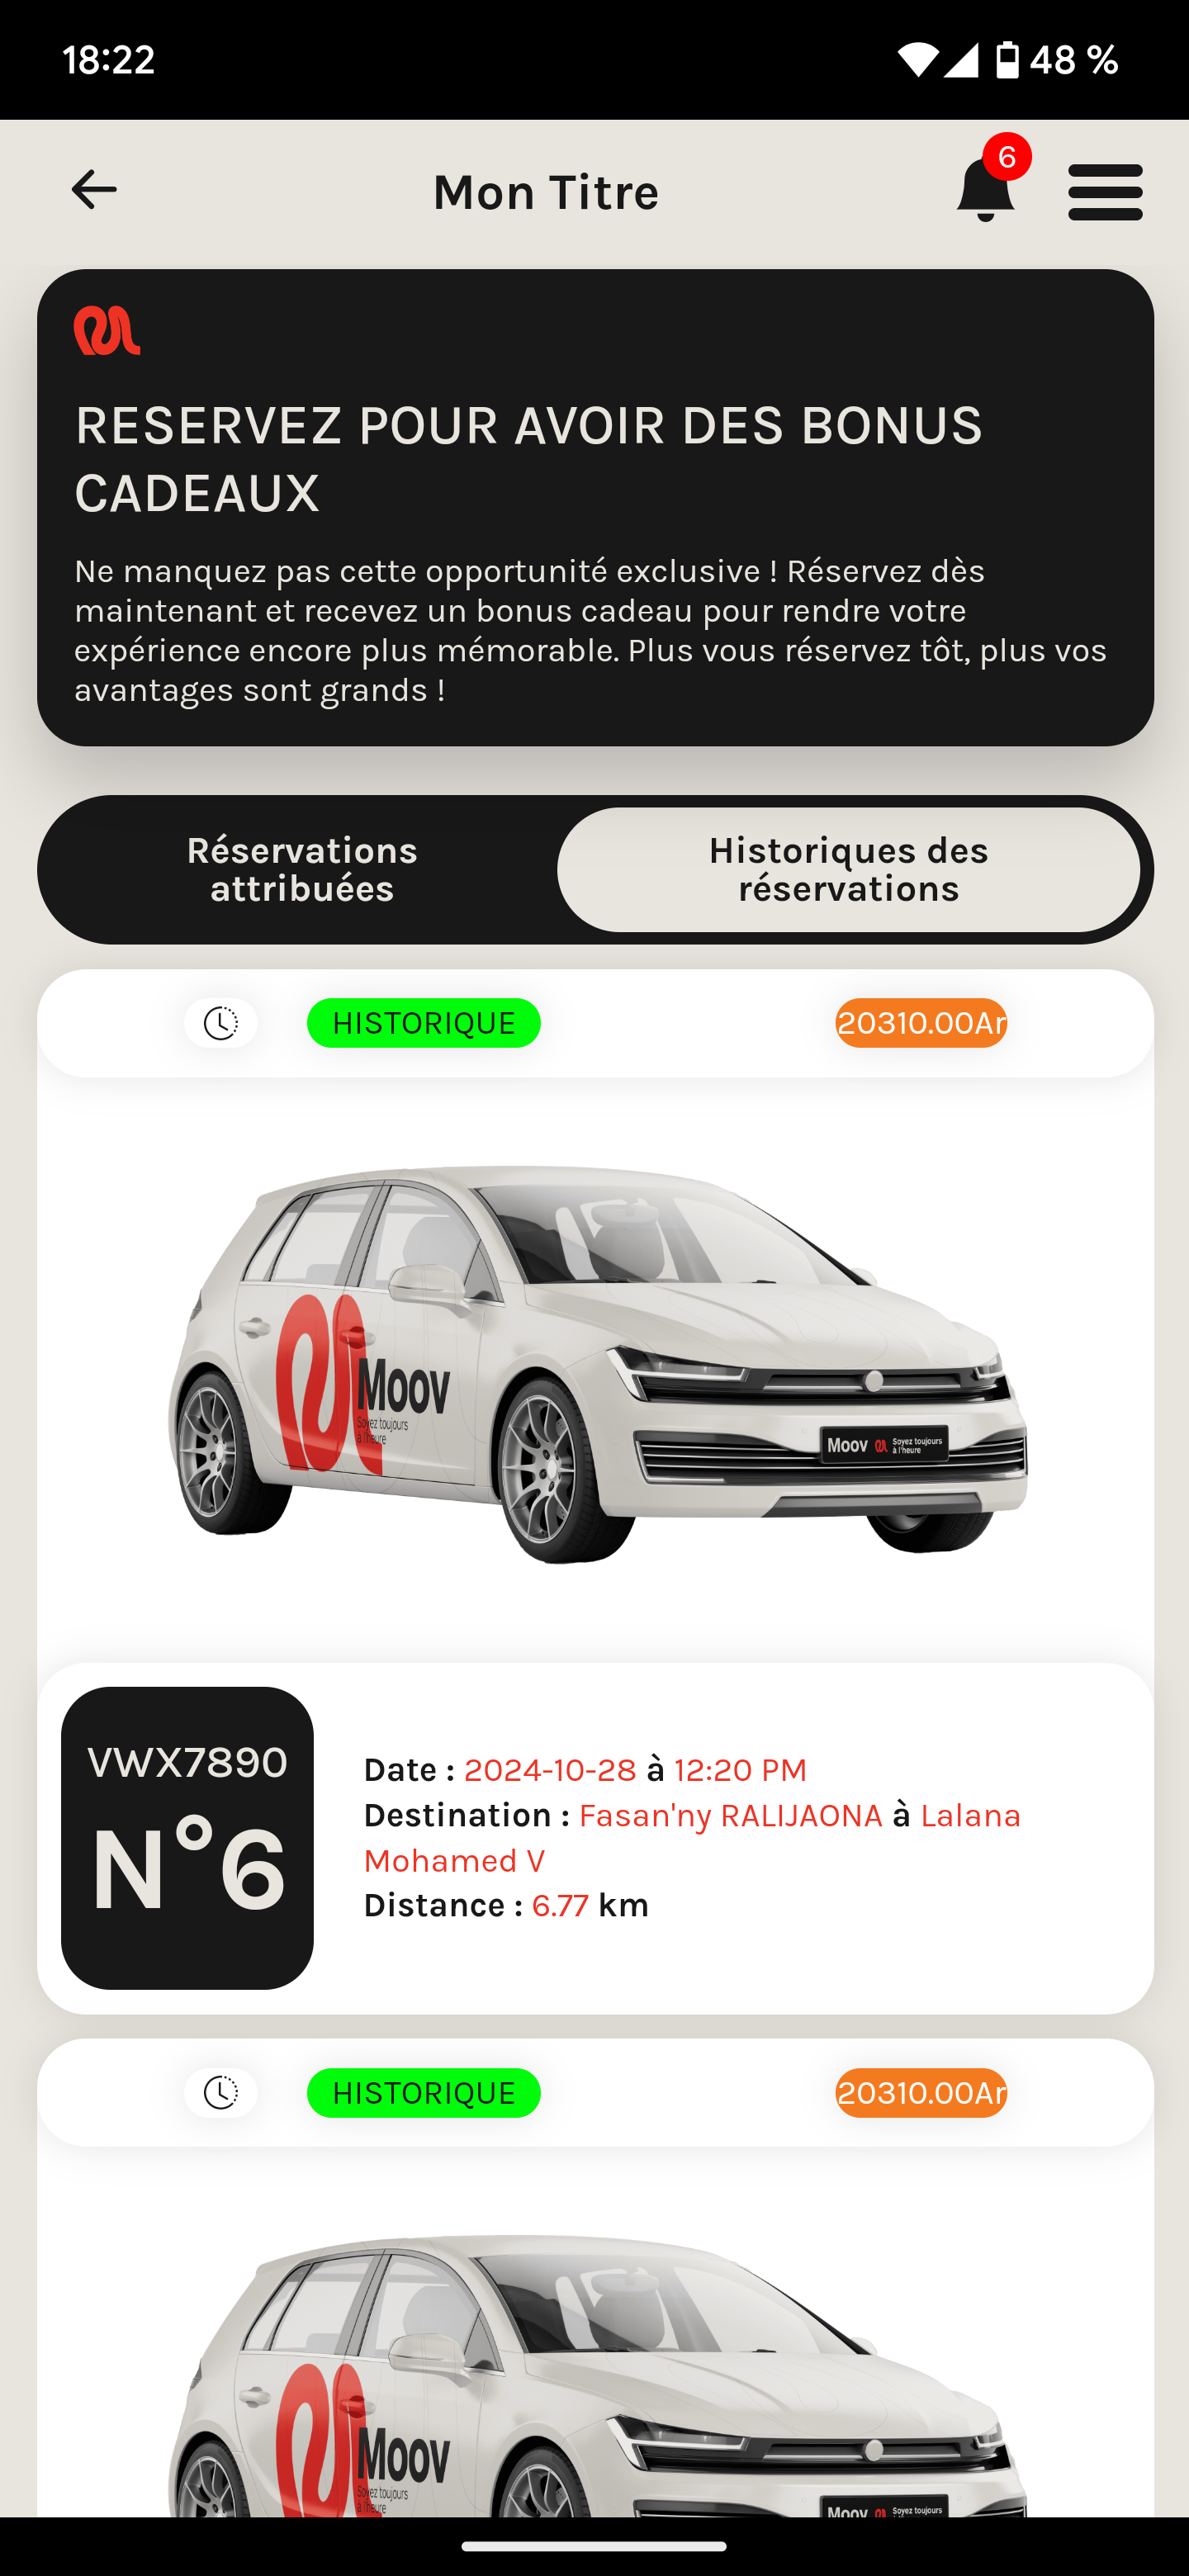 18:22
48 %
Mon Titre
6
RESERVEZ POUR AVOIR DES BONUS
CADEAUX
Ne manquez pas cette opportunité exclusive ! Réservez dès
maintenant et recevez un bonus cadeau pour rendre votre
expérience encore plus mémorable. Plus vous réservez tôt, plus vos
avantages sont grands !
Réservations
attribuées
Historiques des
réservations
HISTORIQUE
20310.00Ar
Moov
Soyez toujours
à l'heure
Moov
Soyez toujours
à l'heure
VWX7890
N°6
Date : 2024-10-28 à 12:20 PM
Destination : Fasan'ny RALIJAONA à Lalana
Mohamed V
Distance : 6.77 km
HISTORIQUE
20310.00Ar
Moov
Soyez toujours
à l'heure
Moov
Soyez toujours